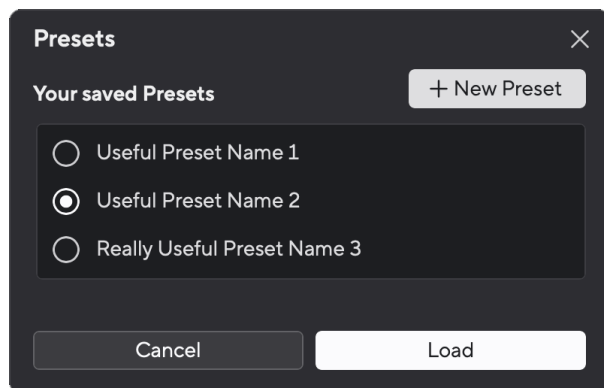 Presets
Your saved Presets
+ New Preset
Useful Preset Name 1
Useful Preset Name 2
Really Useful Preset Name 3
Cancel
Load